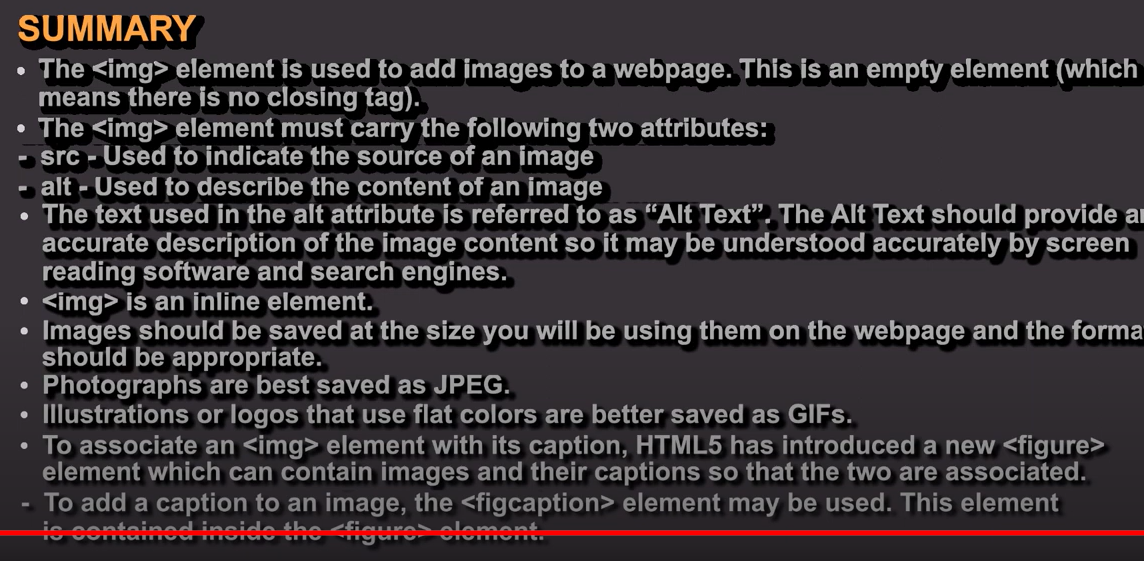 SUMMARY
• The <img> element is used to add images to a webpage. This is an empty element (which
means there is no closing tag).
• The <img> element must carry the following two attributes:
- src - Used to indicate the source of an image
- alt - Used to describe the content of an image
• The text used in the alt attribute is referred to as “Alt Text”. The Alt Text should provide
accurate description of the image content so it may be understood accurately by screen
reading software and search engines.
• <img> is an inline element.
• Images should be saved at the size you will be using them on the webpage and the
should be appropriate.
• Photographs are best saved as JPEG.
• Illustrations or logos that use flat colors are better saved as GIFs.
• To associate an <img> element with its caption, HTML5 has introduced a new <figure>
element which can contain images and their captions so that the two are associated.
- To add a caption to an image, the <figcaption> element may be used. This element
is contained inside the <figure> element.